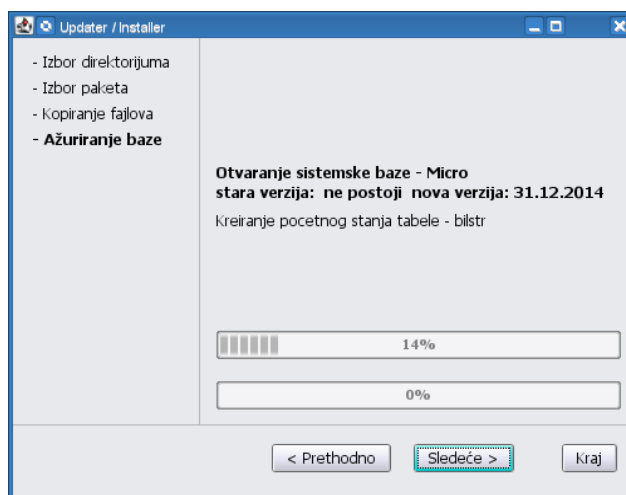 Updater / Installer
- Izbor direktorijuma
- Izbor paketa
- Kopiranje fajlova
- Ažuriranje baze
Otvaranje sistemske baze - Micro
stara verzija: ne postoji nova verzija: 31.12.2014
Kreiranje pocetnog stanja tabele - bilstr
14%
0%
< Prethodno
Sledeće >
Kraj